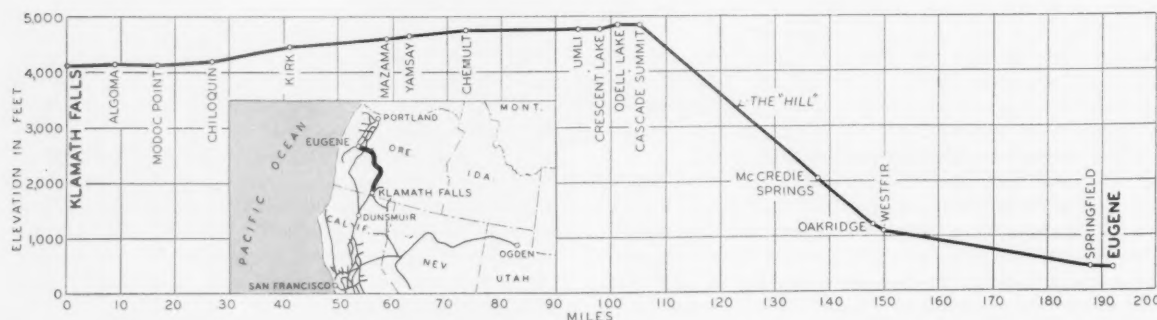 ELEVATION IN FEET
5,000
4,000
3,000
2,000
1,000
0
KLAMATH FALLS
ALGOMA
MODOC POINT
CHILOQUIN
KIRK
MAZAMA
YAMSAY
CHEMULT
UMLI
CRESCENT LAKE
ODELL LAKE
CASCADE SUMMIT
THE "HILL"
McCREDIE
SPRINGS
OAKRIDGE
WESTFIR
SPRINGFIELD
EUGENE
MONT.
PORTLAND
EUGENE
ORE.
IDA
PACIFIC OCEAN
KLAMATH FALLS
DUNSMUIR
CALIF.
NEV
OGDEN
UTAH
SAN FRANCISCO
0 10 20 30 40 50 60 70 80 90 100 110 120 130 140 150 160 170 180 190 200
MILES